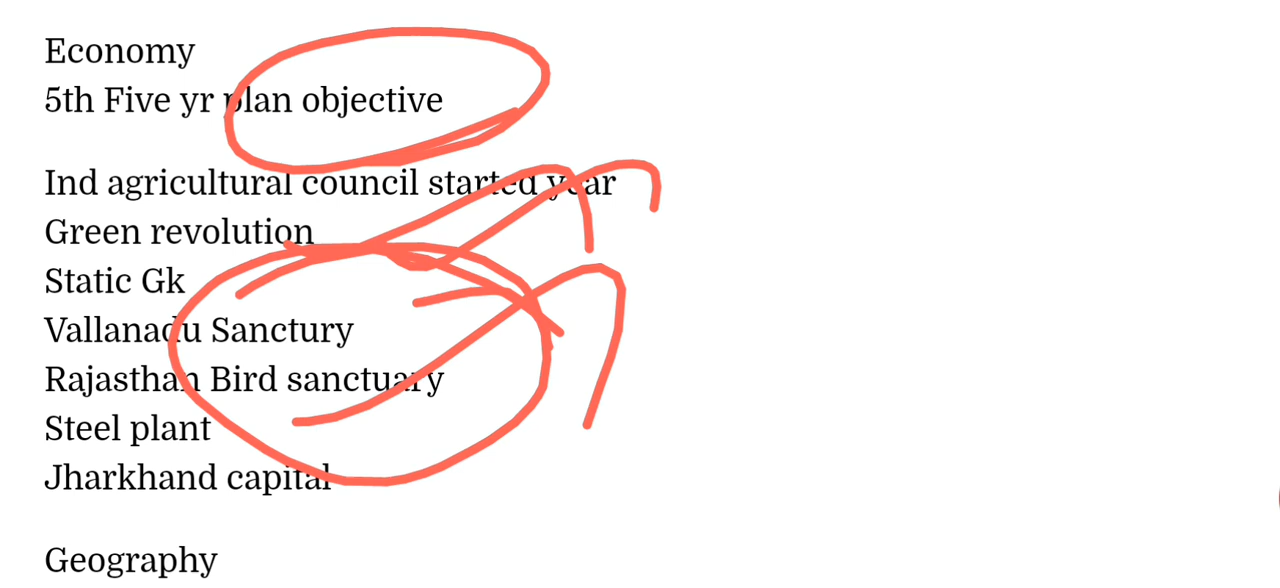 Economy
5th Five yr plan objective
Ind agricultural council started year
Green revolution
Static Gk
Vallanadu Sanctury
Rajasthan Bird sanctuary
Steel plant
Jharkhand capital
Geography